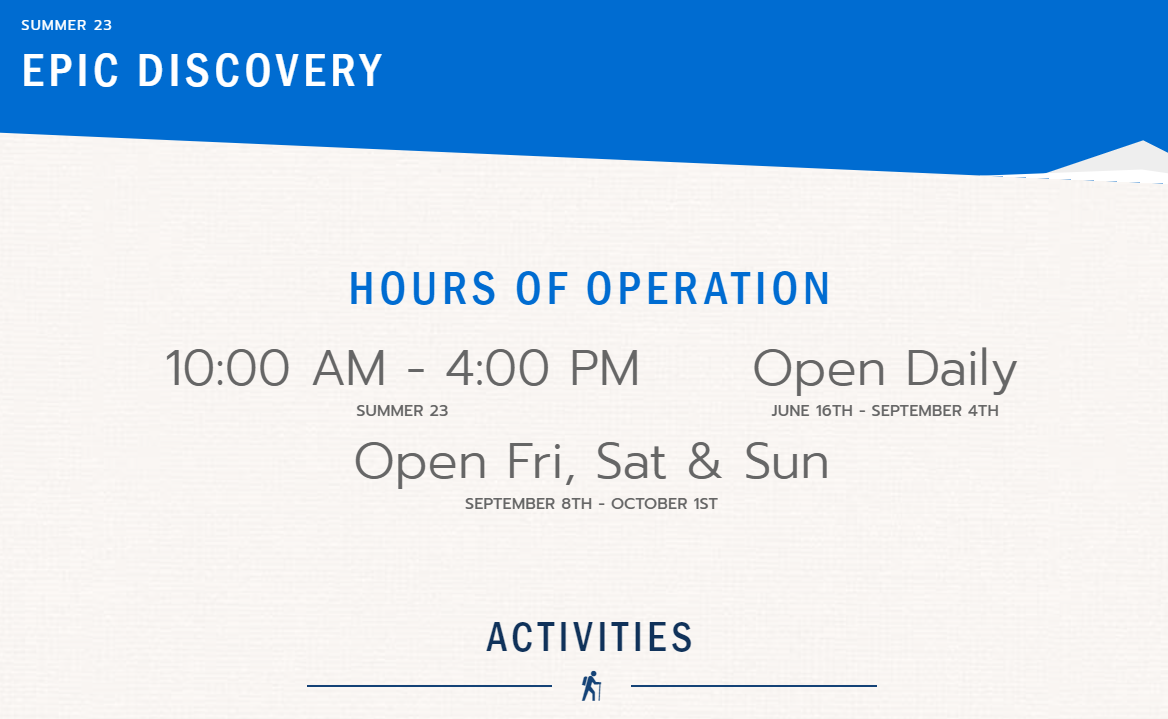 SUMMER 23
EPIC DISCOVERY
HOURS OF OPERATION
10:00 AM - 4:00 PM
SUMMER 23
Open Daily
JUNE 16TH - SEPTEMBER 4TH
Open Fri, Sat & Sun
SEPTEMBER 8TH - OCTOBER 1ST
ACTIVITIES